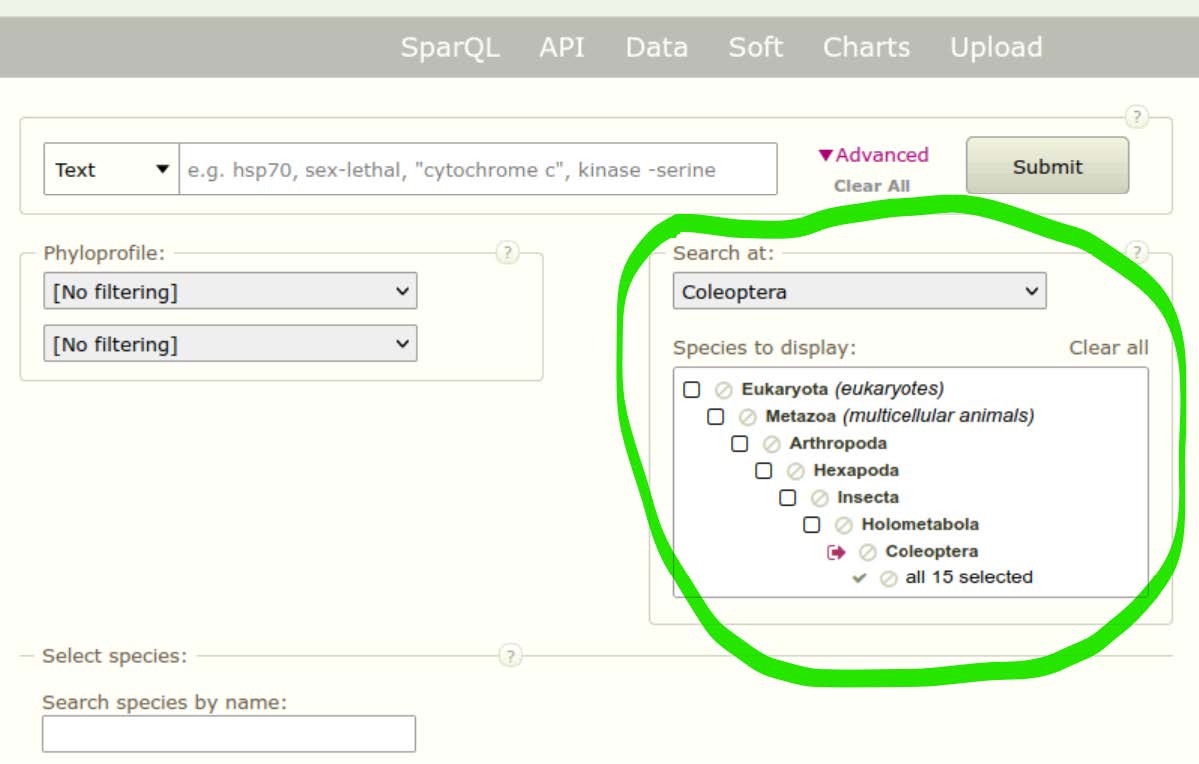 SparQL API Data Soft Charts Upload
?
Text e.g. hsp70, sex-lethal, "cytochrome c", kinase -serine Advanced Submit
Clear All
Phyloprofile: ?
[No filtering]
[No filtering]
Search at: ?
Coleoptera
Species to display: Clear all
Eukaryota (eukaryotes)
Metazoa (multicellular animals)
Arthropoda
Hexapoda
Insecta
Holometabola
Coleoptera
all 15 selected
Select species: ?
Search species by name: